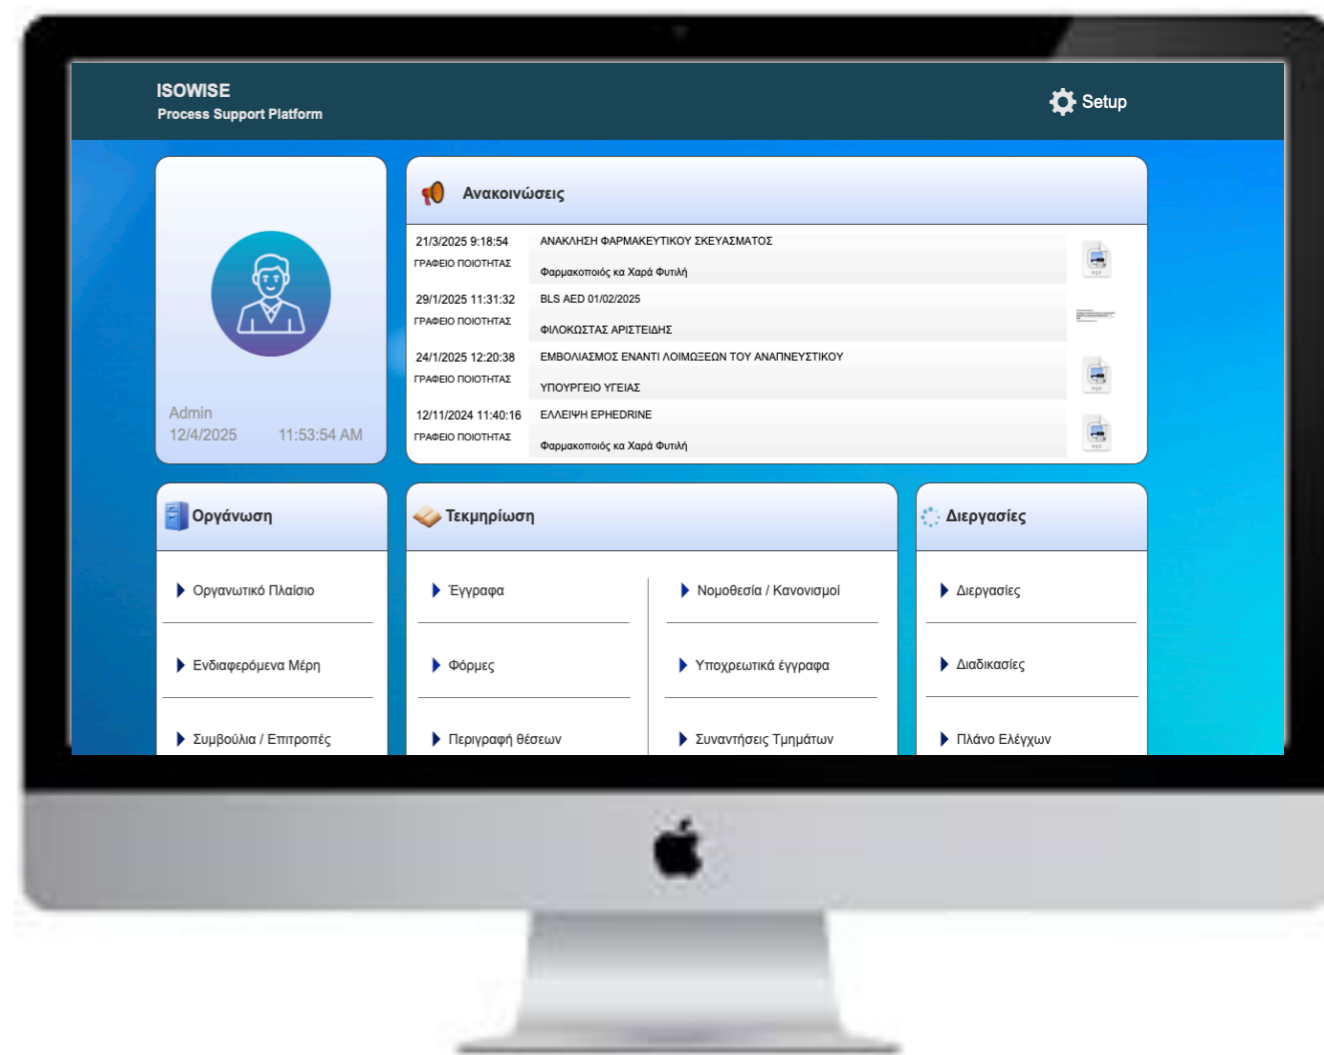 ISOWISE
Process Support Platform
Setup
Admin
12/4/2025 11:53:54 AM
Ανακοινώσεις
21/3/2025 9:18:54 ΑΝΑΚΛΗΣΗ ΦΑΡΜΑΚΕΥΤΙΚΟΥ ΣΚΕΥΑΣΜΑΤΟΣ
ΓΡΑΦΕΙΟ ΠΟΙΟΤΗΤΑΣ
Φαρμακοποιός κα Χαρά Φυτιλή
PDF
29/1/2025 11:31:32 BLS AED 01/02/2025
ΓΡΑΦΕΙΟ ΠΟΙΟΤΗΤΑΣ
ΦΙΛΟΚΩΣΤΑΣ ΑΡΙΣΤΕΙΔΗΣ
24/1/2025 12:20:38 ΕΜΒΟΛΙΑΣΜΟΣ ΕΝΑΝΤΙ ΛΟΙΜΩΞΕΩΝ ΤΟΥ ΑΝΑΠΝΕΥΣΤΙΚΟΥ
ΓΡΑΦΕΙΟ ΠΟΙΟΤΗΤΑΣ
ΥΠΟΥΡΓΕΙΟ ΥΓΕΙΑΣ
PDF
12/11/2024 11:40:16 ΕΛΛΕΙΨΗ EPHEDRINE
ΓΡΑΦΕΙΟ ΠΟΙΟΤΗΤΑΣ
Φαρμακοποιός κα Χαρά Φυτιλή
PDF
Οργάνωση
Οργανωτικό Πλαίσιο
Ενδιαφερόμενα Μέρη
Συμβούλια / Επιτροπές
Τεκμηρίωση
Έγγραφα
Φόρμες
Περιγραφή θέσεων
Νομοθεσία / Κανονισμοί
Υποχρεωτικά έγγραφα
Συναντήσεις Τμημάτων
Διεργασίες
Διεργασίες
Διαδικασίες
Πλάνο Ελέγχων